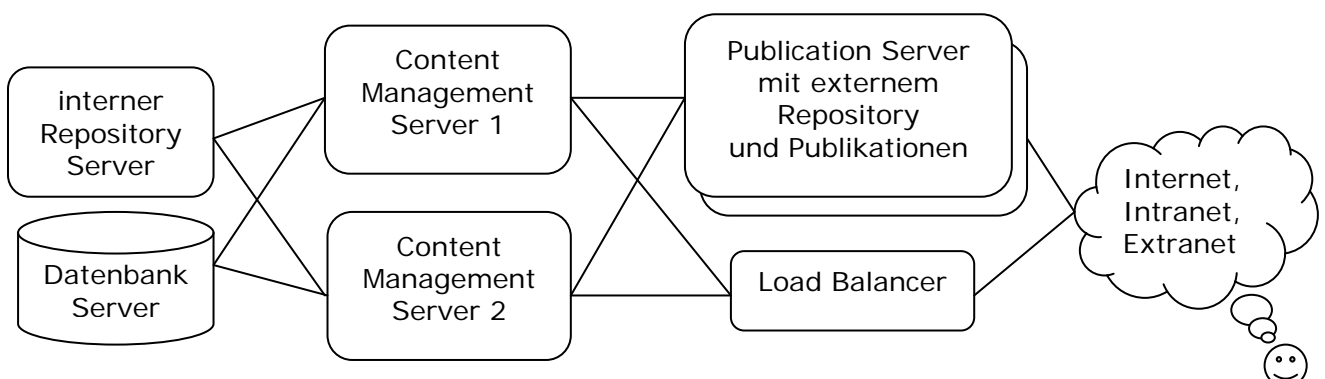 interner
Repository
Server
Datenbank
Server
Content
Management
Server 1
Content
Management
Server 2
Publication Server
mit externem
Repository
und Publikationen
Load Balancer
Internet,
Intranet,
Extranet